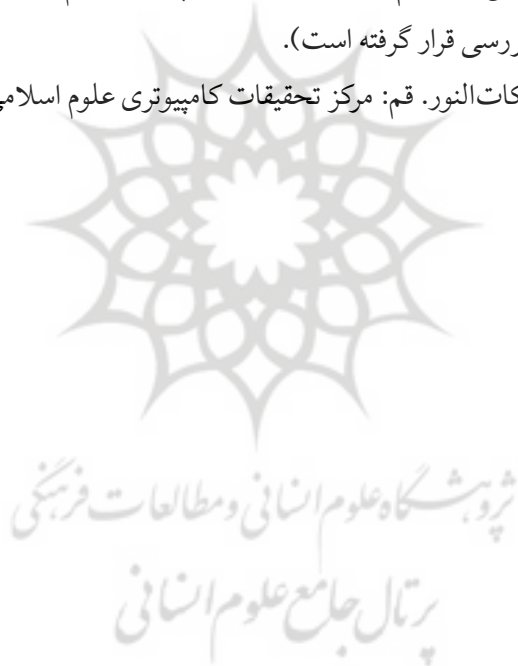 ررسی قرار گرفته است).
کات‌النور. قم: مرکز تحقیقات کامپیوتری علوم اسلامی
پژوهشگاه علوم انسانی و مطالعات فرهنگی
پرتال جامع علوم انسانی